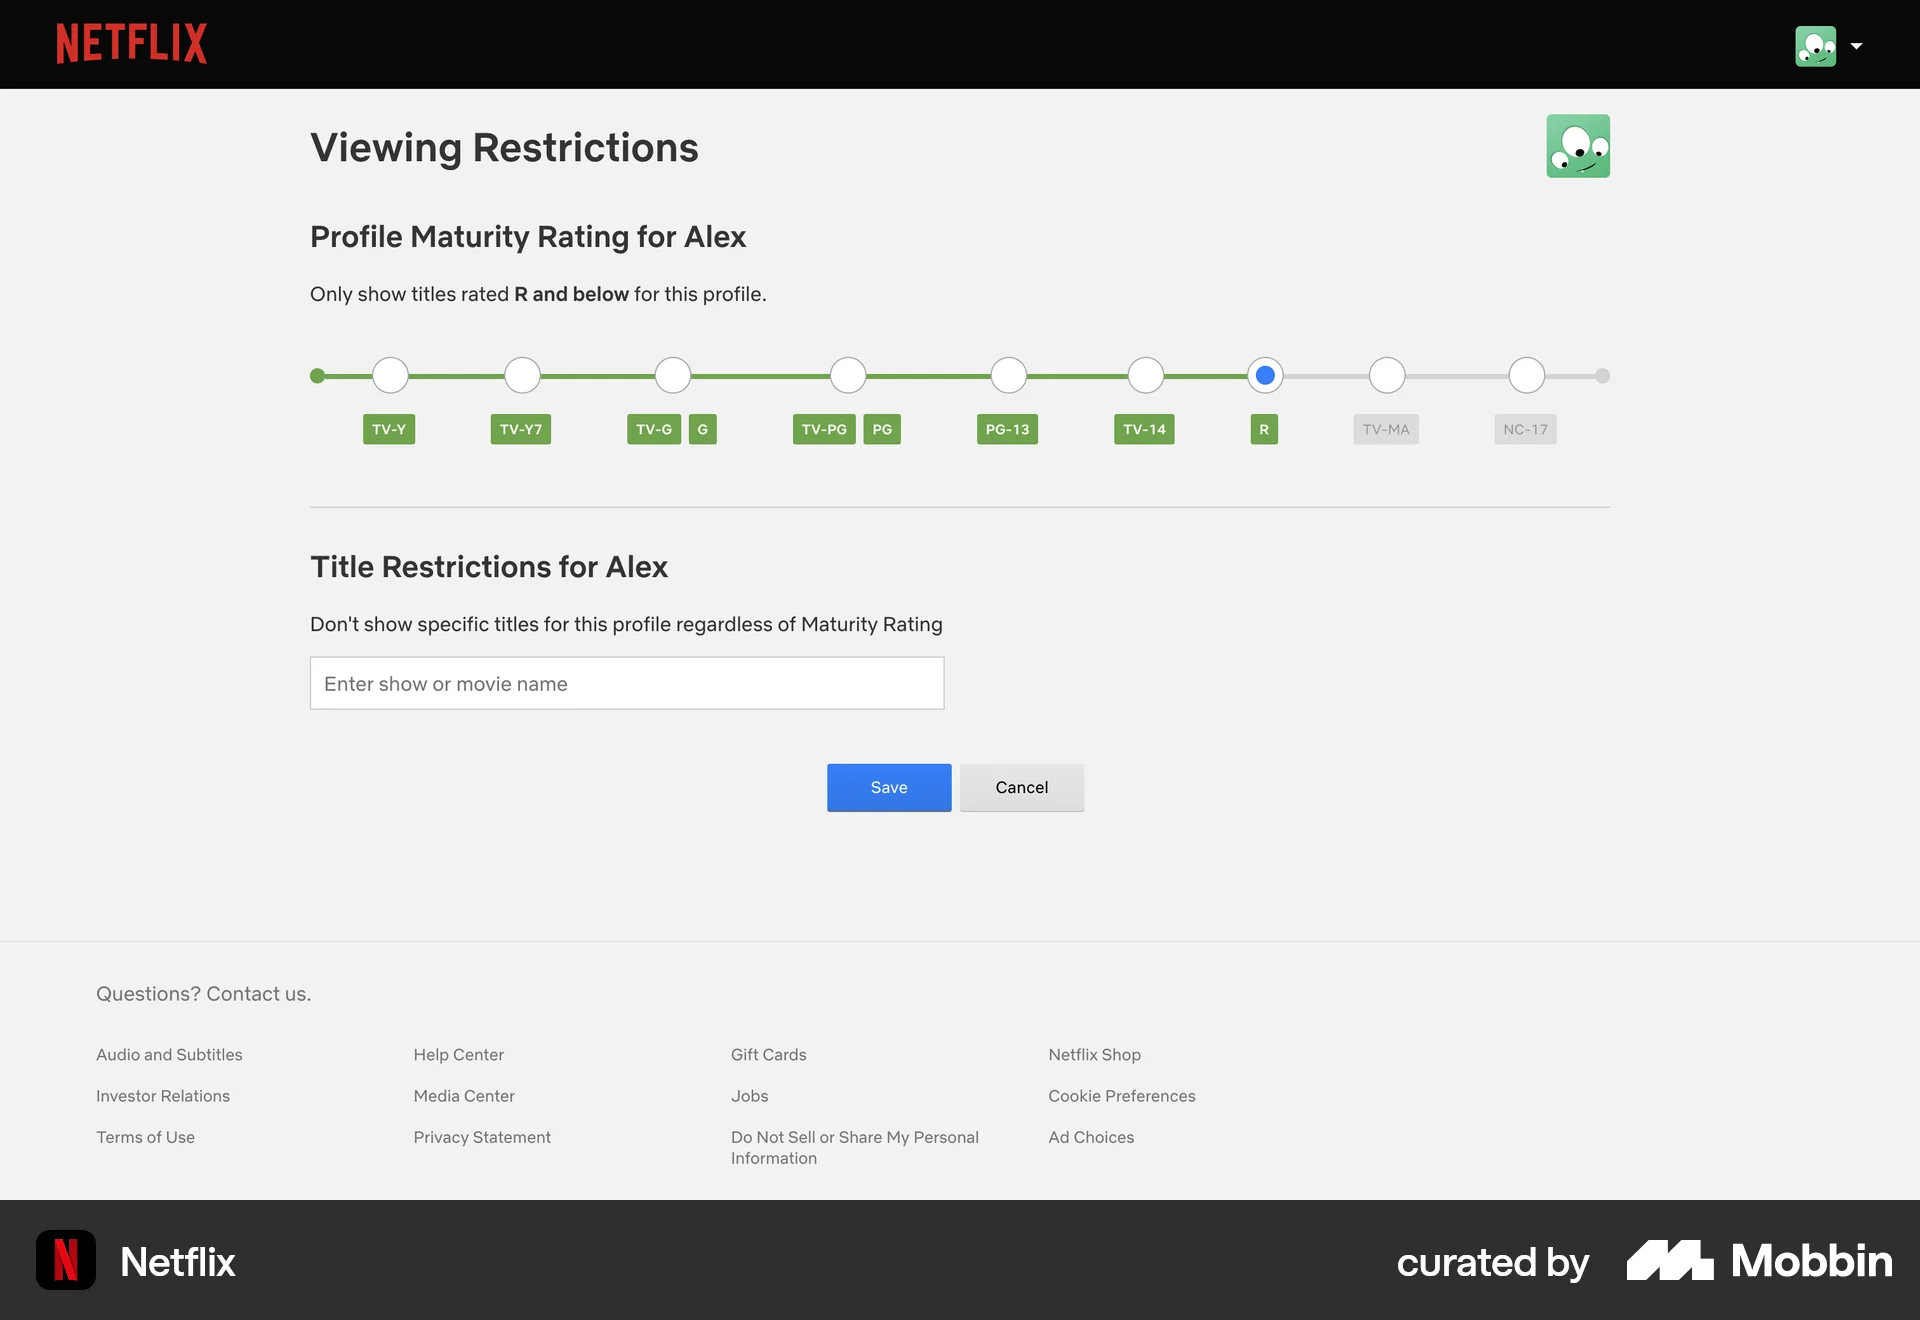 NETFLIX
Viewing Restrictions
Profile Maturity Rating for Alex
Only show titles rated R and below for this profile.
TV-Y TV-Y7 TV-G G TV-PG PG PG-13 TV-14 R TV-MA NC-17
Title Restrictions for Alex
Don't show specific titles for this profile regardless of Maturity Rating
Enter show or movie name
Save Cancel
Questions? Contact us.
Audio and Subtitles Help Center Gift Cards Netflix Shop
Investor Relations Media Center Jobs Cookie Preferences
Terms of Use Privacy Statement Do Not Sell or Share My Personal Ad Choices
Information
N Netflix curated by Mobbin